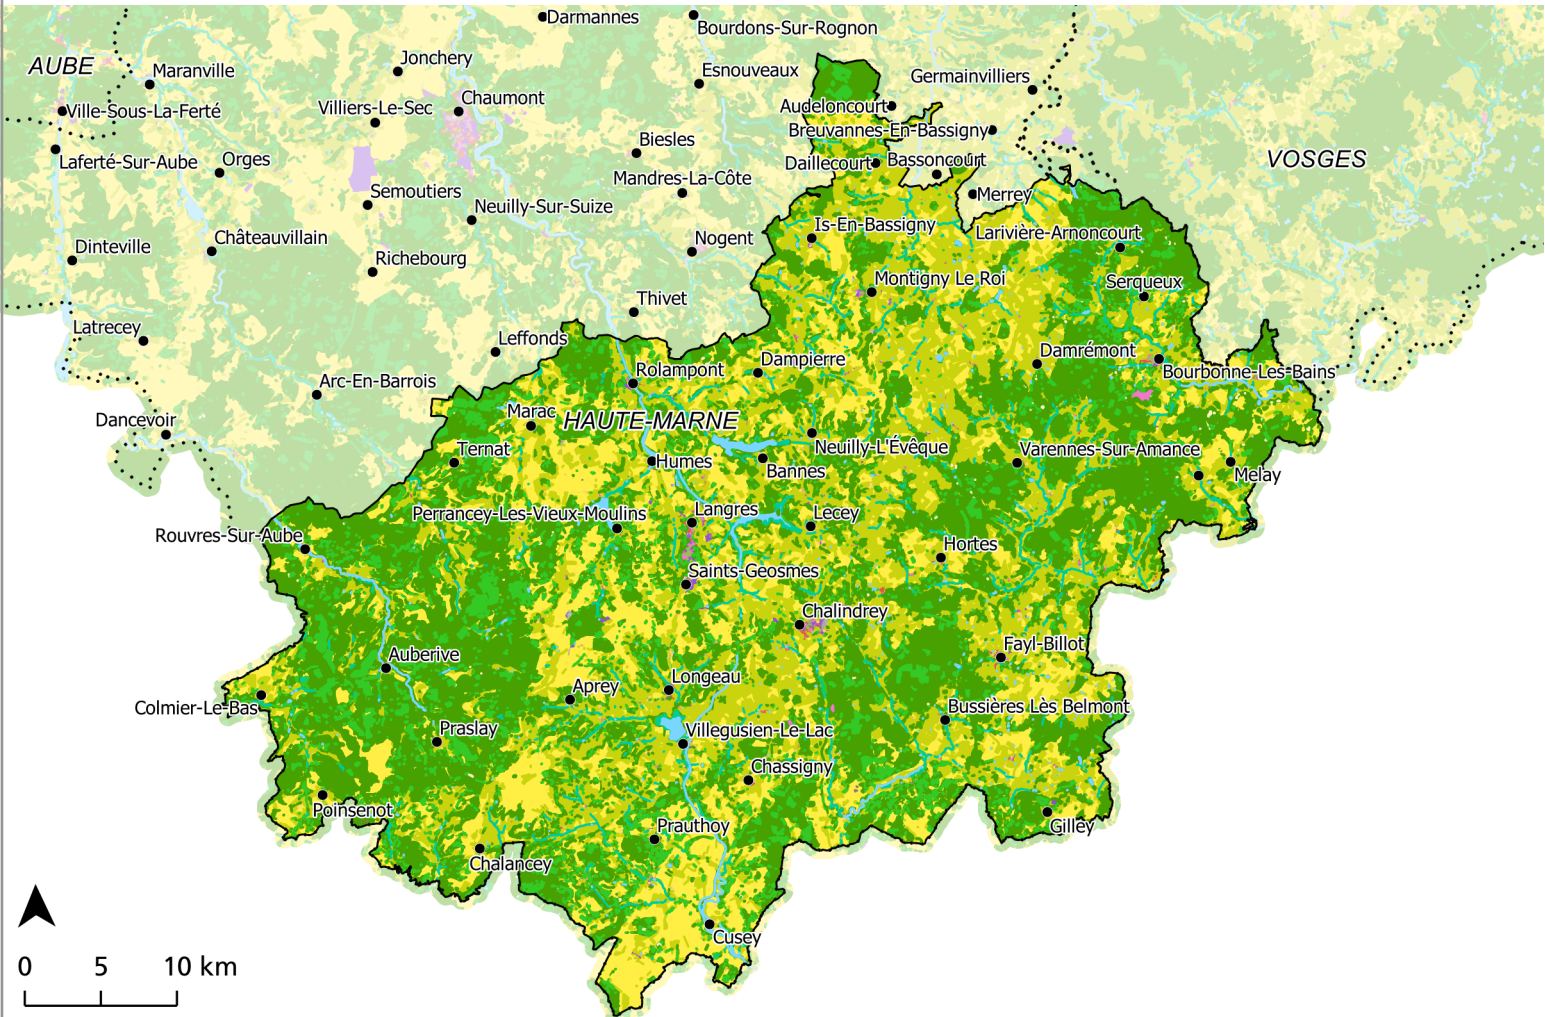 Darmannes
Bourdons-Sur-Rognon
AUBE
Maranville
Jonchery
Esnouveaux
Germainvilliers
Ville-Sous-La-Ferté
Villiers-Le-Sec
Chaumont
Audeloncourt
Breuvannes-En-Bassigny
Biesles
Laferté-Sur-Aube
Orges
Daillecourt
Bassoncourt
VOSGES
Mandres-La-Côte
Semoutiers
Merrey
Neuilly-Sur-Suize
Is-En-Bassigny
Larivière-Arnoncourt
Dinteville
Châteauvillain
Nogent
Richebourg
Montigny Le Roi
Serqueux
Thivet
Latrecey
Leffonds
Damrémont
Dampierre
Rolampont
Bourbonne-Les-Bains
Arc-En-Barrois
Marac
HAUTE-MARNE
Dancevoir
Ternat
Neuilly-L'Évêque
Varennes-Sur-Amance
Humes
Bannes
Melay
Perrancey-Les-Vieux-Moulins
Langres
Lecey
Rouvres-Sur-Aube
Hortes
Saints-Geosmes
Chalindrey
Fayl-Billot
Auberive
Longeau
Aprey
Colmier-Le-Bas
Bussières Lès Belmont
Praslay
Villegusien-Le-Lac
Chassigny
Poinsenot
Prauthoy
Gilley
Chalancey
Cusey
0 5 10 km